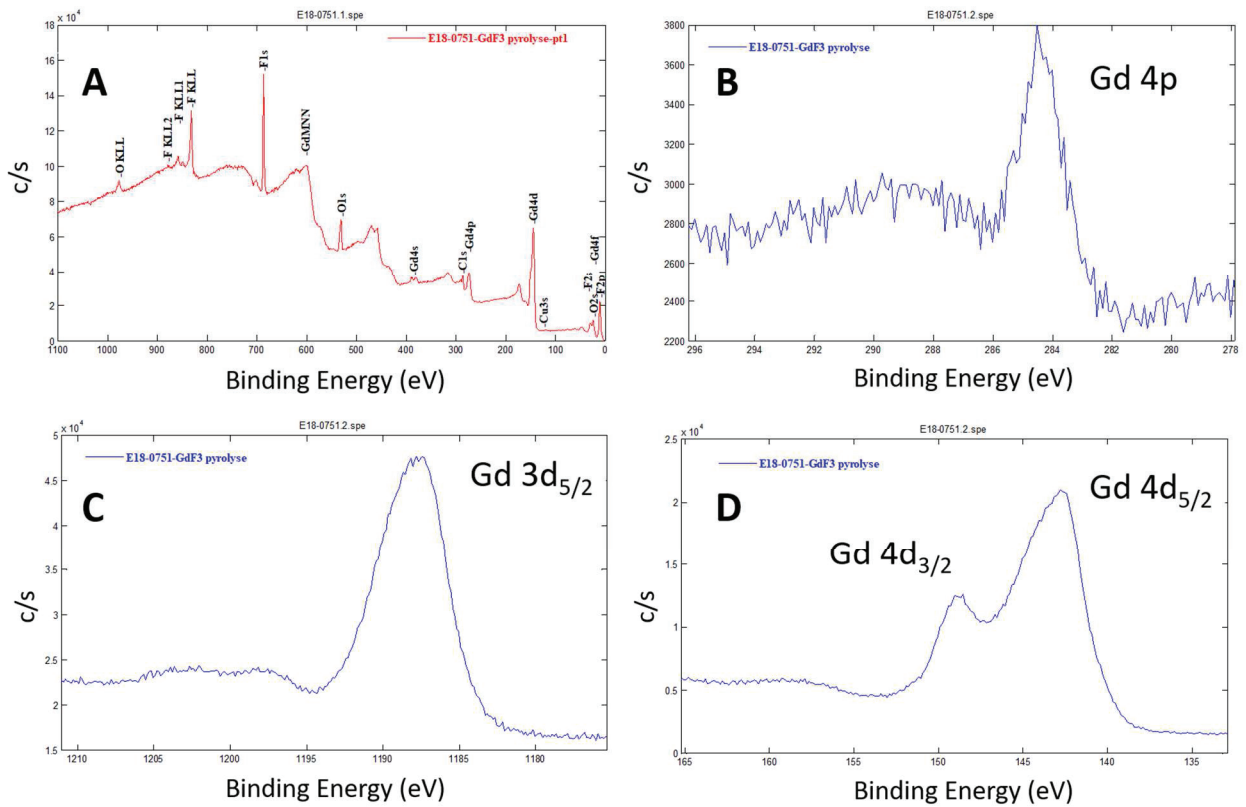 E18-0751.1.spe
18 x 10⁴
E18-0751-GdF3 pyrolyse-pt1
A
-O KLL
-F KLL2
-F KLL1
-F KLL
-F1s
-GdMNN
-O1s
-Gd4s
-C1s
-Gd4p
-Gd4d
-Cu3s
-F2s
-O2s
-Gd4f
-F2p
16
14
12
10
8
6
4
2
0
c/s
1100 1000 900 800 700 600 500 400 300 200 100 0
Binding Energy (eV)
E18-0751.2.spe
E18-0751-GdF3 pyrolyse
B
Gd 4p
3800
3600
3400
3200
3000
2800
2600
2400
2200
c/s
296 294 292 290 288 286 284 282 280 278
Binding Energy (eV)
E18-0751.2.spe
5 x 10⁴
E18-0751-GdF3 pyrolyse
C
Gd 3d5/2
4.5
4
3.5
3
2.5
2
1.5
c/s
1210 1205 1200 1195 1190 1185 1180
Binding Energy (eV)
E18-0751.2.spe
2.5 x 10⁴
E18-0751-GdF3 pyrolyse
D
Gd 4d3/2
Gd 4d5/2
2
1.5
1
0.5
0
c/s
165 160 155 150 145 140 135
Binding Energy (eV)